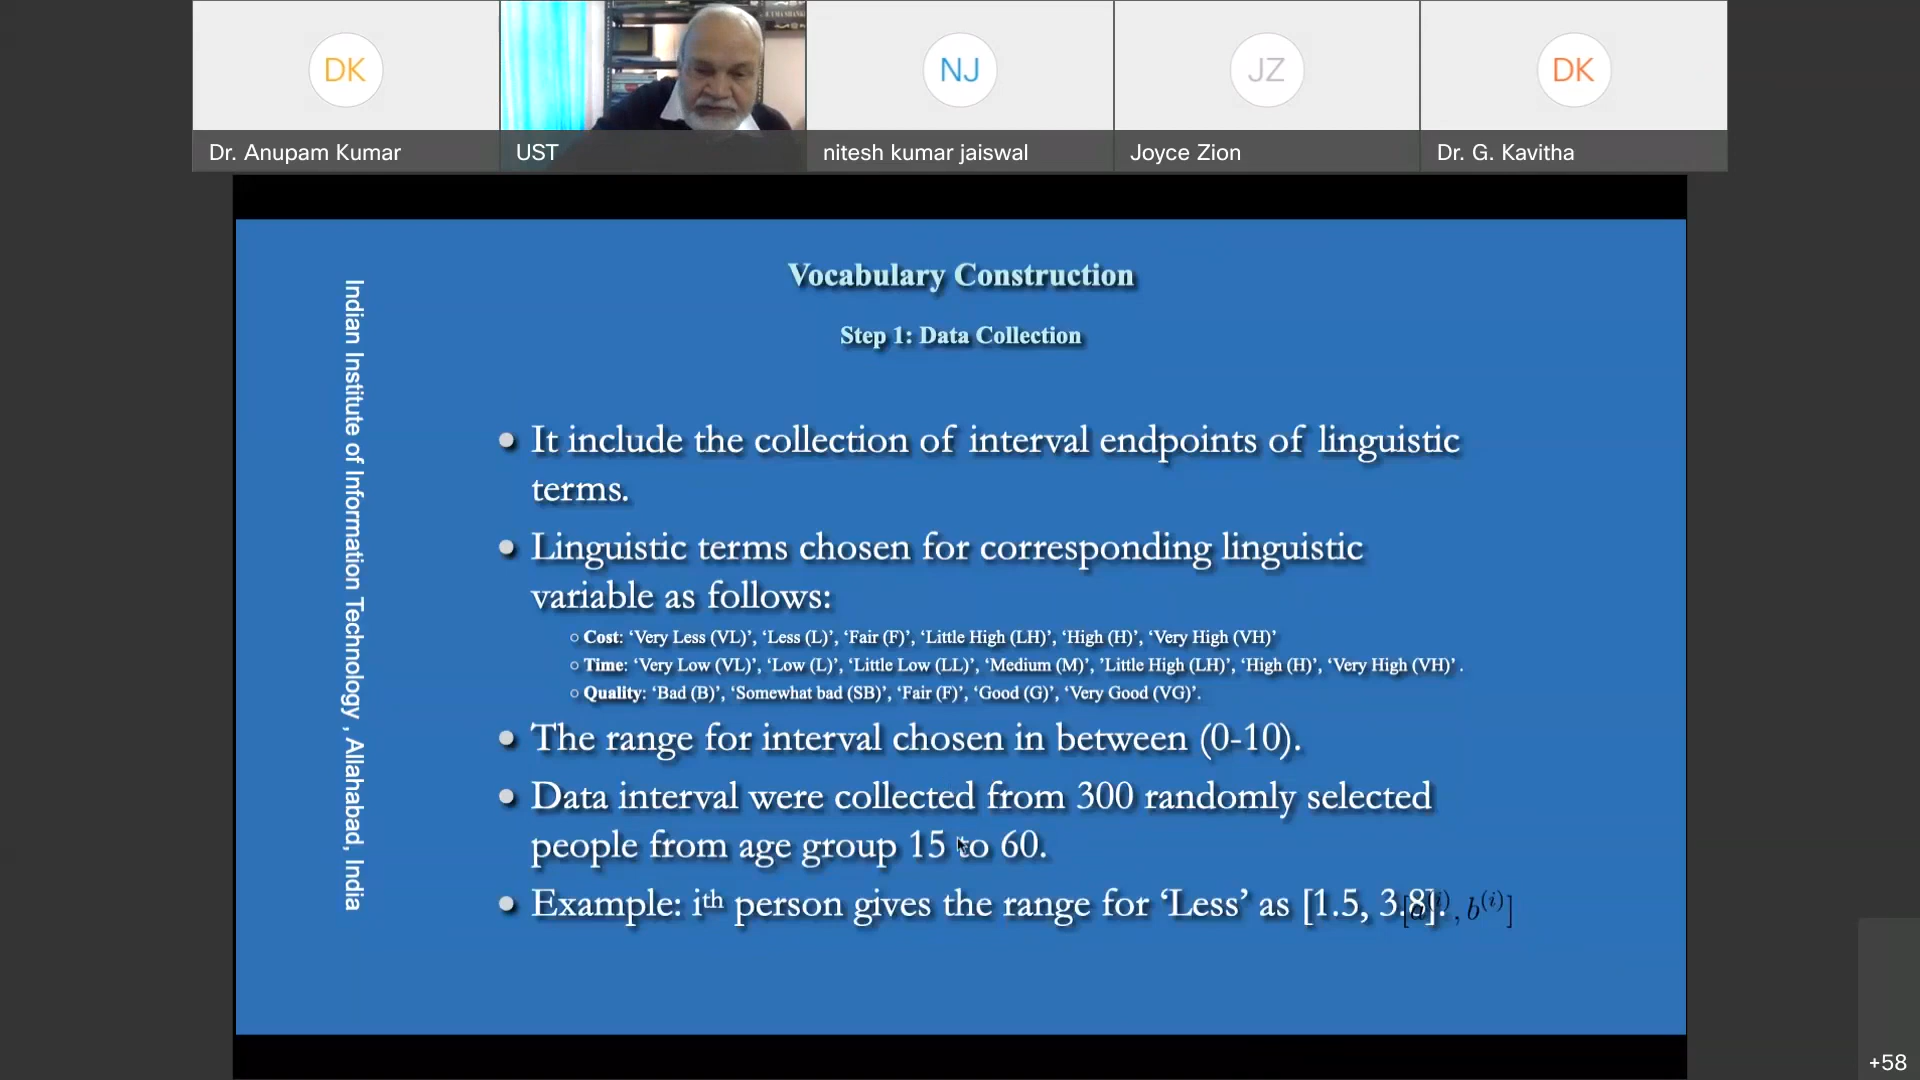 DK
NJ
JZ
DK
Dr. Anupam Kumar
UST
nitesh kumar jaiswal
Joyce Zion
Dr. G. Kavitha
Indian Institute of Information Technology , Allahabad, India
Vocabulary Construction
Step 1: Data Collection
• It include the collection of interval endpoints of linguistic
terms.
• Linguistic terms chosen for corresponding linguistic
variable as follows:
○ Cost: ‘Very Less (VL)’, ‘Less (L)’, ‘Fair (F)’, ‘Little High (LH)’, ‘High (H)’, ‘Very High (VH)’
○ Time: ‘Very Low (VL)’, ‘Low (L)’, ‘Little Low (LL)’, ‘Medium (M)’, ’Little High (LH)’, ‘High (H)’, ‘Very High (VH)’ .
○ Quality: ‘Bad (B)’, ‘Somewhat bad (SB)’, ‘Fair (F)’, ‘Good (G)’, ‘Very Good (VG)’.
• The range for interval chosen in between (0-10).
• Data interval were collected from 300 randomly selected
people from age group 15 to 60.
• Example: ith person gives the range for ‘Less’ as [1.5, 3.8]. [a(i), b(i)]
+58